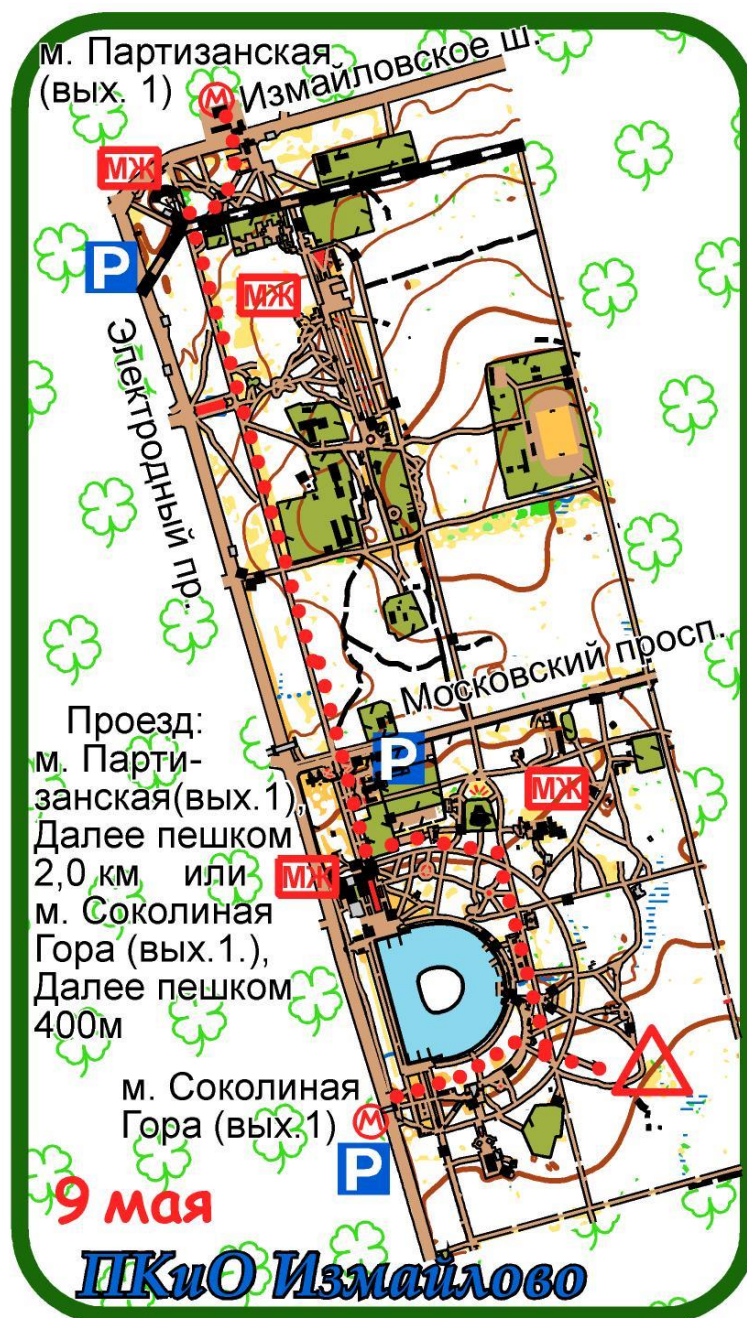 м. Партизанская
(вых. 1)
М
Измайловское ш.
МЖ
P
МЖ
Электродный пр.
Московский просп.
P
МЖ
Проезд:
м. Парти-
занская(вых.1),
Далее пешком
2,0 км или
м. Соколиная
Гора (вых.1.),
Далее пешком
400м
МЖ
м. Соколиная
Гора (вых.1)
М
P
9 мая
ПКиО Измайлово